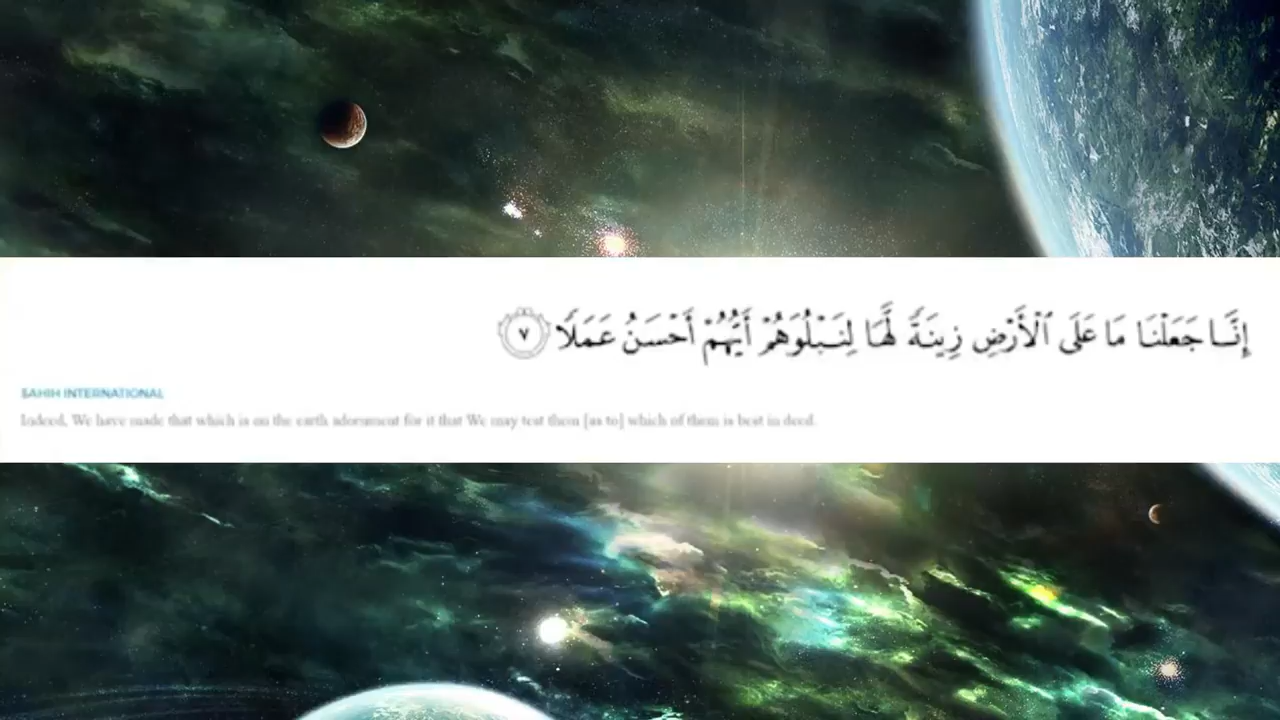 إِنَّا جَعَلْنَا مَا عَلَى ٱلْأَرْضِ زِينَةً لَّهَا لِنَبْلُوَهُمْ أَيُّهُمْ أَحْسَنُ عَمَلًا ٧
SAHIH INTERNATIONAL
Indeed, We have made that which is on the earth adornment for it that We may test them [as to] which of them is best in deed.